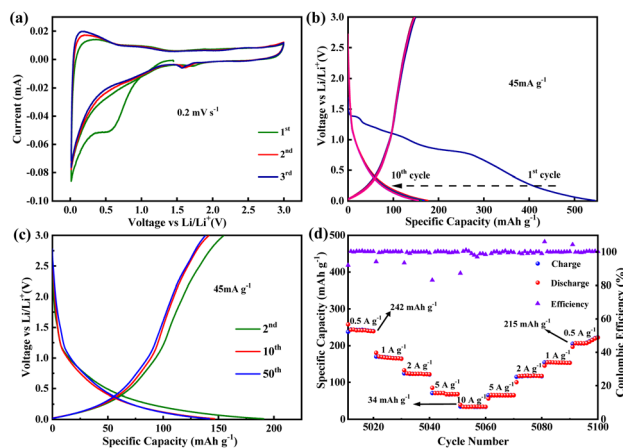 (a)
0.02
0.00
-0.02
-0.04
-0.06
-0.08
-0.10
Current (mA)
0.2 mV s⁻¹
1ˢᵗ
2ⁿᵈ
3ʳᵈ
0.0 0.5 1.0 1.5 2.0 2.5 3.0
Voltage vs Li/Li⁺(V)
(b)
3.0
2.5
2.0
1.5
1.0
0.5
0.0
Voltage vs Li/Li⁺(V)
45mA g⁻¹
10ᵗʰ cycle
1ˢᵗ cycle
0 100 200 300 400 500
Specific Capacity (mAh g⁻¹)
(c)
3.0
2.5
2.0
1.5
1.0
0.5
0.0
Voltage vs Li/Li⁺(V)
45mA g⁻¹
2ⁿᵈ
10ᵗʰ
50ᵗʰ
0 50 100 150 200
Specific Capacity (mAh g⁻¹)
(d)
500
400
300
200
100
0
Specific Capacity (mAh g⁻¹)
Charge
Discharge
Efficiency
0.5 A g⁻¹
242 mAh g⁻¹
1 A g⁻¹
2 A g⁻¹
5 A g⁻¹
34 mAh g⁻¹
10 A g⁻¹
5 A g⁻¹
2 A g⁻¹
1 A g⁻¹
215 mAh g⁻¹
0.5 A g⁻¹
100
80
60
40
20
0
Coulombic Efficiency (%)
5020 5040 5060 5080 5100
Cycle Number